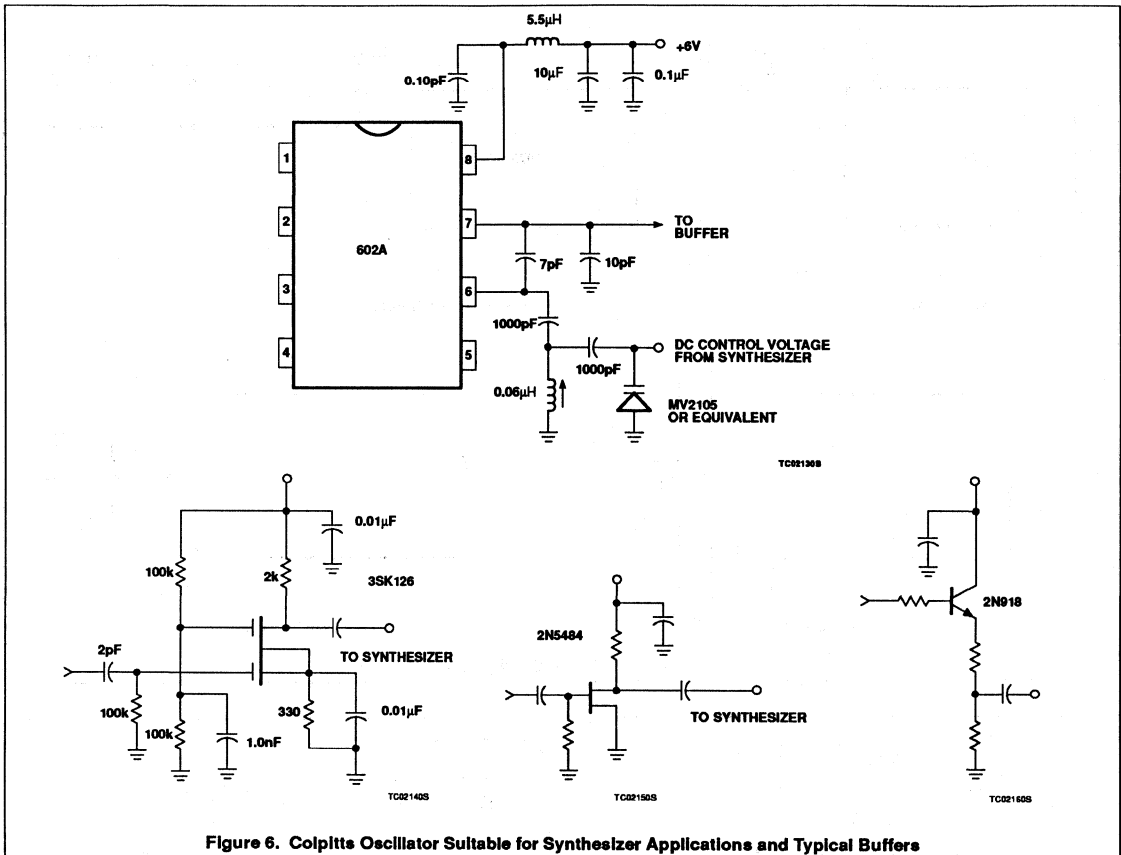 5.5µH
+6V
0.10pF
10µF
0.1µF
1
8
2
7
TO
BUFFER
602A
7pF
10pF
3
6
1000pF
DC CONTROL VOLTAGE
FROM SYNTHESIZER
4
5
1000pF
0.06µH
MV2105
OR EQUIVALENT
TC02130S
0.01µF
100k
2k
3SK126
2N918
2N5484
2pF
TO SYNTHESIZER
100k
100k
330
0.01µF
TO SYNTHESIZER
1.0nF
TC02140S
TC02150S
TC02160S
Figure 6. Colpitts Oscillator Suitable for Synthesizer Applications and Typical Buffers